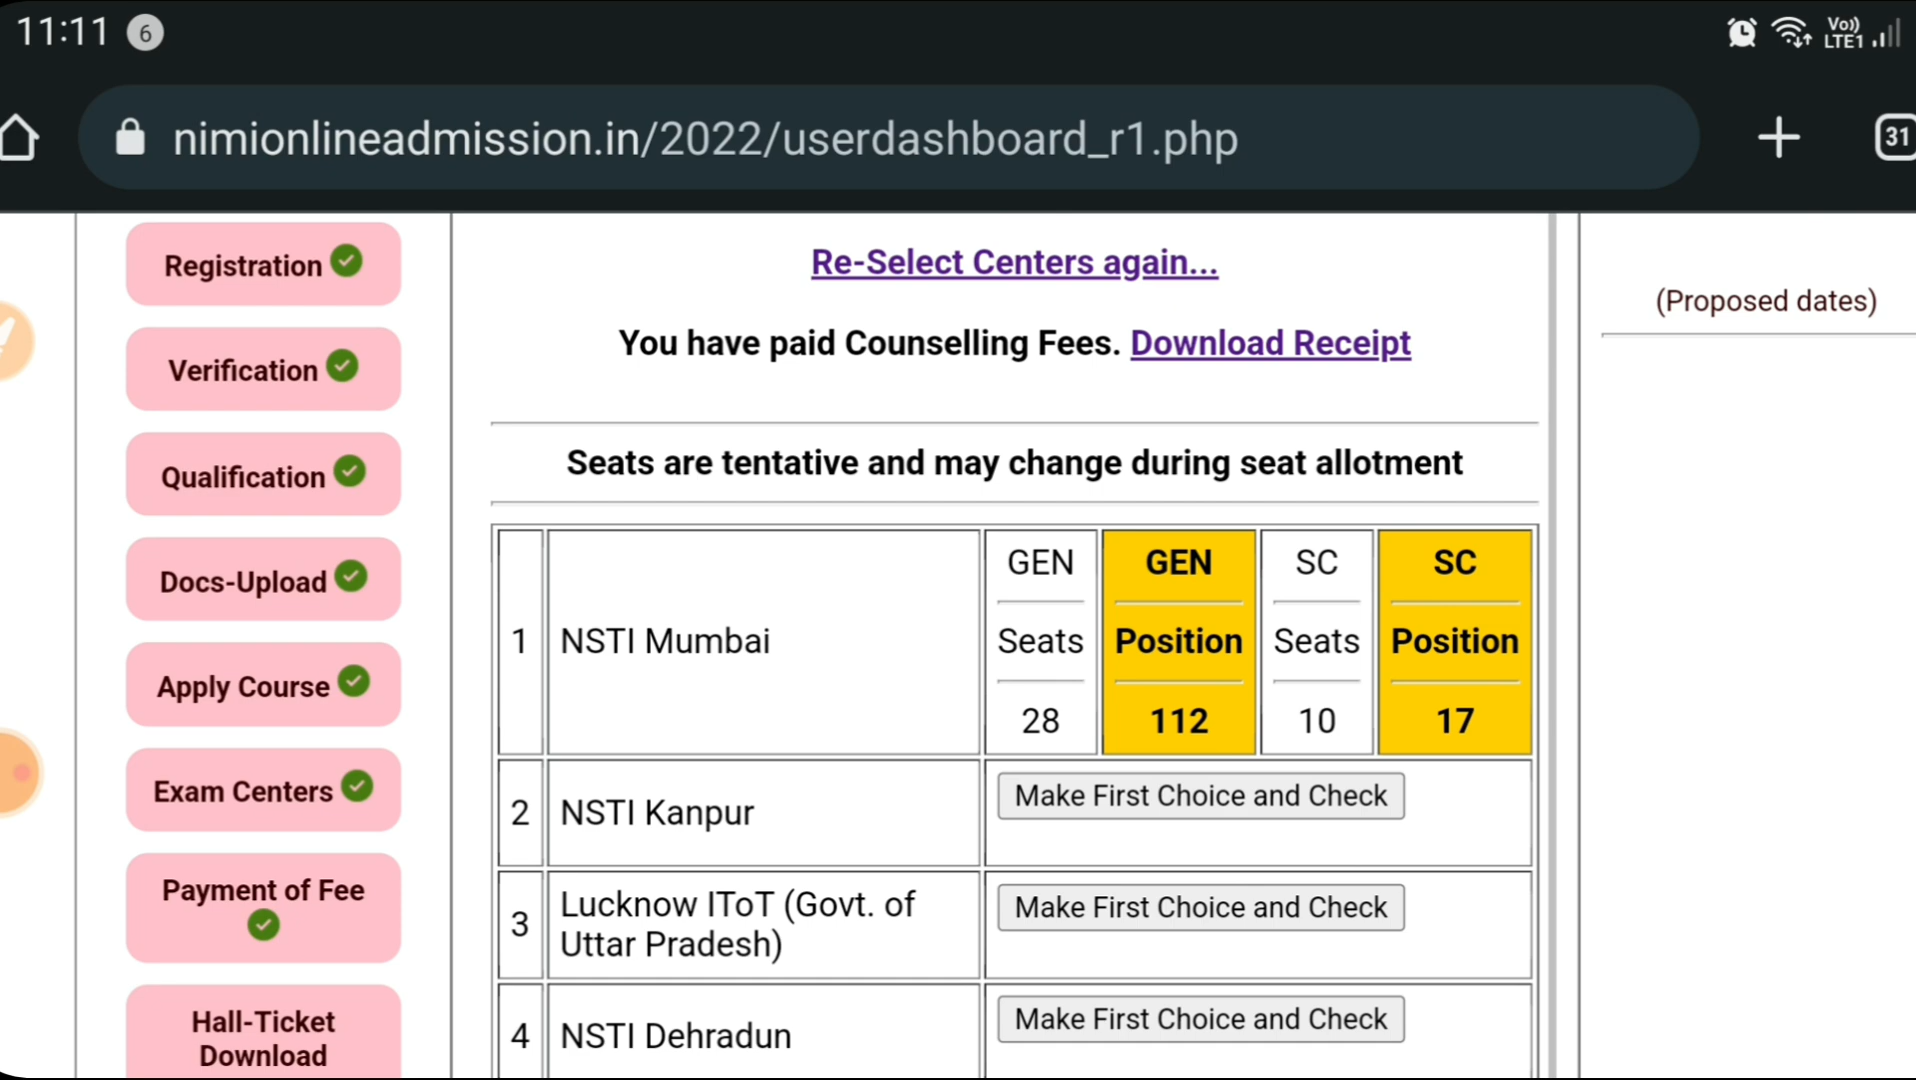 11:11 6
Vo))
LTE1
nimionlineadmission.in/2022/userdashboard_r1.php
31
Registration
Verification
Qualification
Docs-Upload
Apply Course
Exam Centers
Payment of Fee
Hall-Ticket
Download
Re-Select Centers again...
You have paid Counselling Fees. Download Receipt
Seats are tentative and may change during seat allotment
1 NSTI Mumbai
GEN GEN SC SC
Seats Position Seats Position
28 112 10 17
2 NSTI Kanpur Make First Choice and Check
3 Lucknow IToT (Govt. of
Uttar Pradesh)
Make First Choice and Check
4 NSTI Dehradun Make First Choice and Check
(Proposed dates)